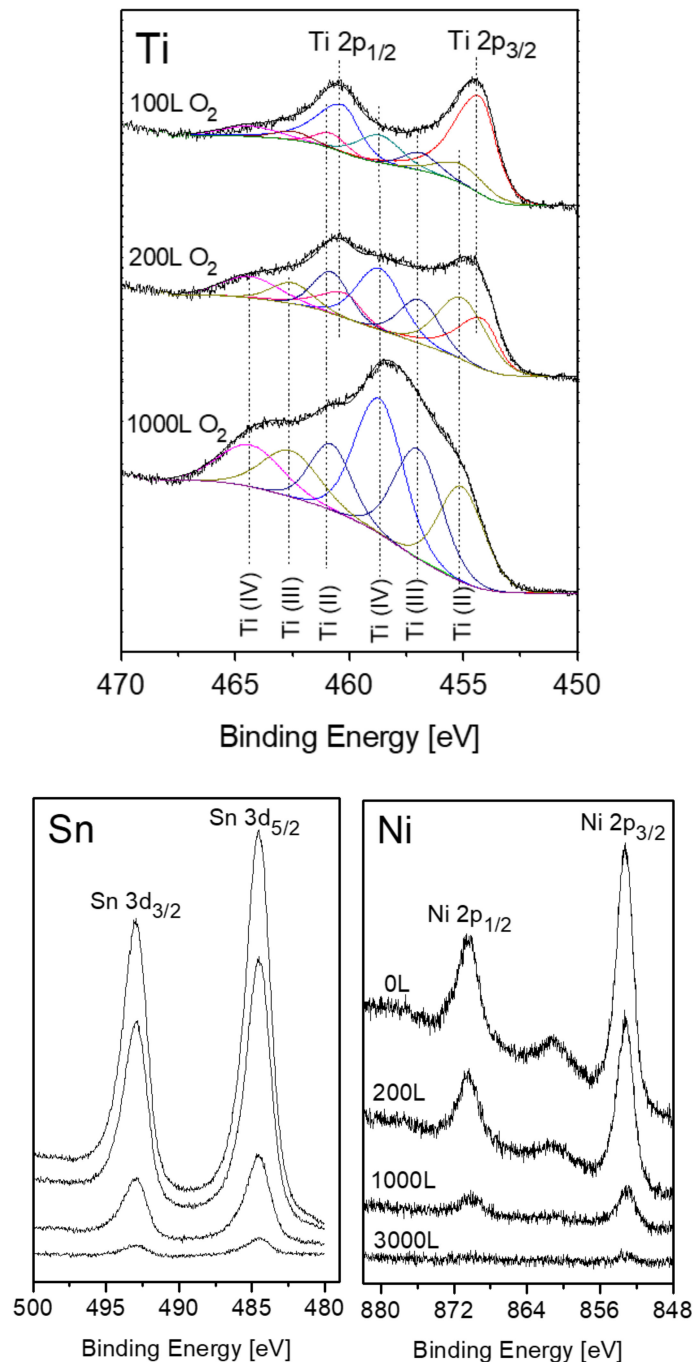 Ti
Ti 2p1/2
Ti 2p3/2
100L O2
200L O2
1000L O2
Ti (IV)
Ti (III)
Ti (II)
Ti (IV)
Ti (III)
Ti (II)
470 465 460 455 450
Binding Energy [eV]
Sn
Sn 3d5/2
Sn 3d3/2
500 495 490 485 480
Binding Energy [eV]
Ni
Ni 2p3/2
Ni 2p1/2
0L
200L
1000L
3000L
880 872 864 856 848
Binding Energy [eV]